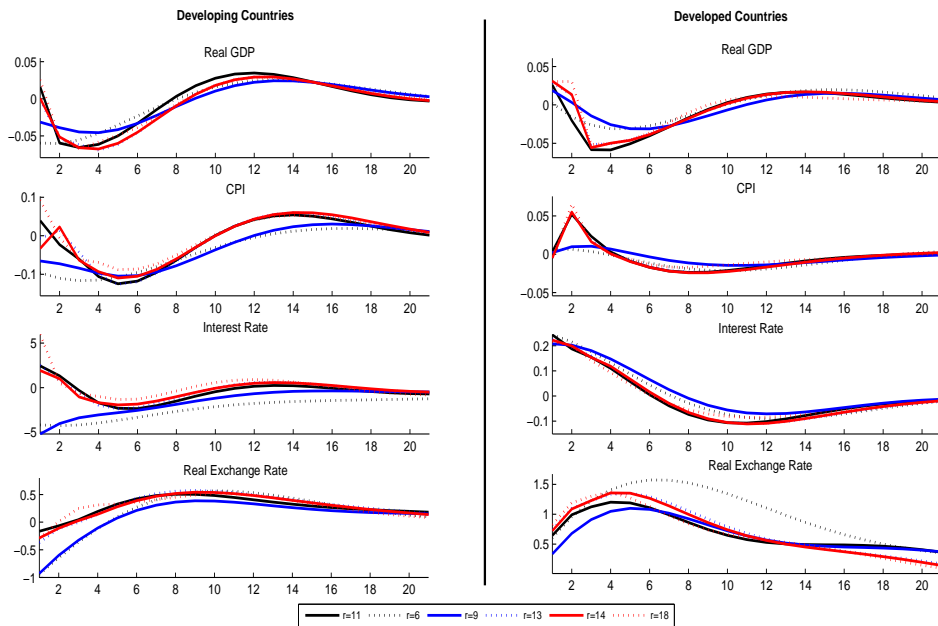 Developing Countries
Real GDP
0.05
0
−0.05
2 4 6 8 10 12 14 16 18 20
CPI
0.1
0
−0.1
2 4 6 8 10 12 14 16 18 20
Interest Rate
5
0
−5
2 4 6 8 10 12 14 16 18 20
Real Exchange Rate
0.5
0
−0.5
−1
2 4 6 8 10 12 14 16 18 20
Developed Countries
Real GDP
0.05
0
−0.05
2 4 6 8 10 12 14 16 18 20
CPI
0.05
0
−0.05
2 4 6 8 10 12 14 16 18 20
Interest Rate
0.2
0.1
0
−0.1
2 4 6 8 10 12 14 16 18 20
Real Exchange Rate
1.5
1
0.5
2 4 6 8 10 12 14 16 18 20
r=11 r=6 r=9 r=13 r=14 r=18